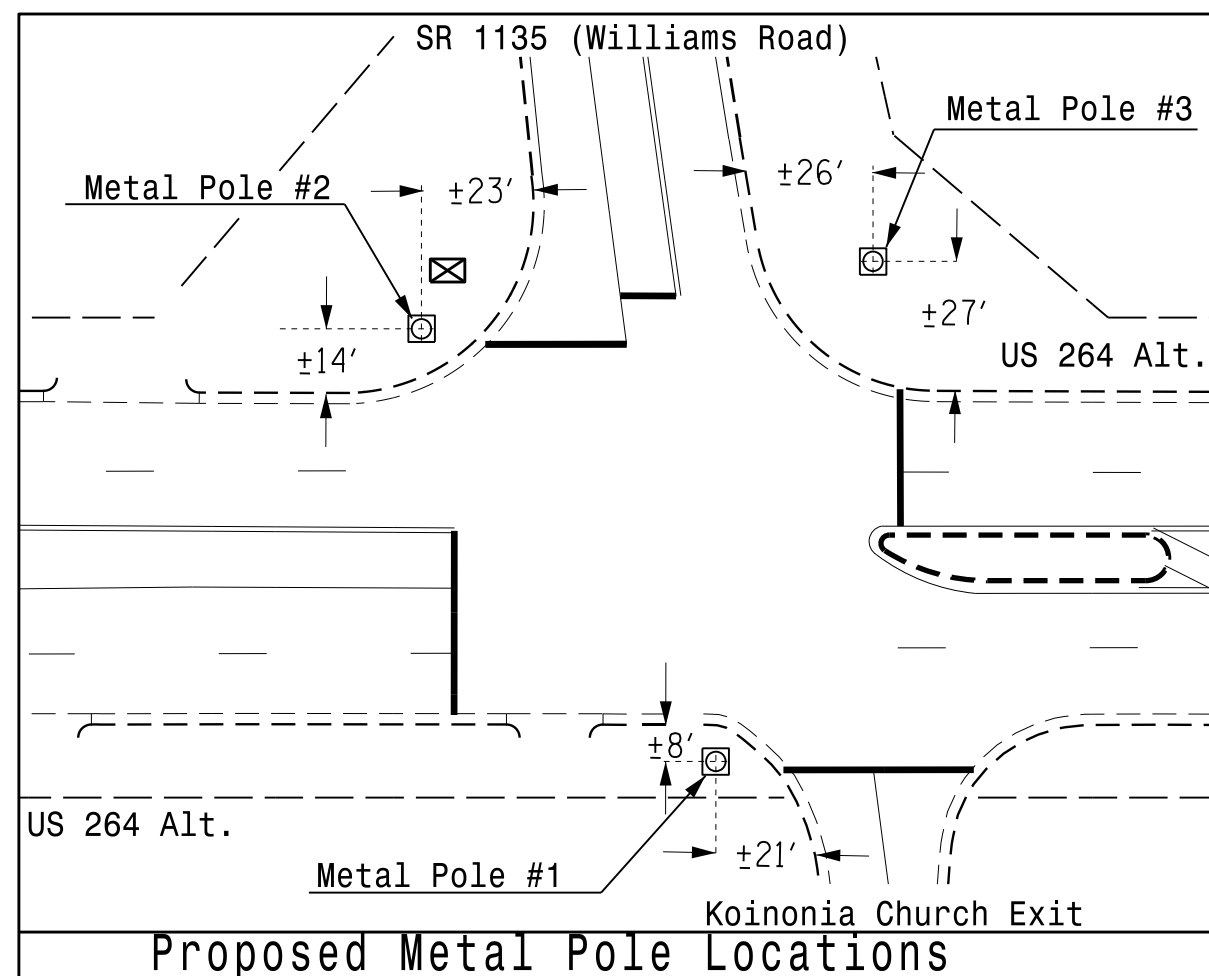 SR 1135 (Williams Road)
Metal Pole #3
±26′
Metal Pole #2
±23′
±27′
±14′
US 264 Alt.
±8′
US 264 Alt.
±21′
Metal Pole #1
Koinonia Church Exit
Proposed Metal Pole Locations